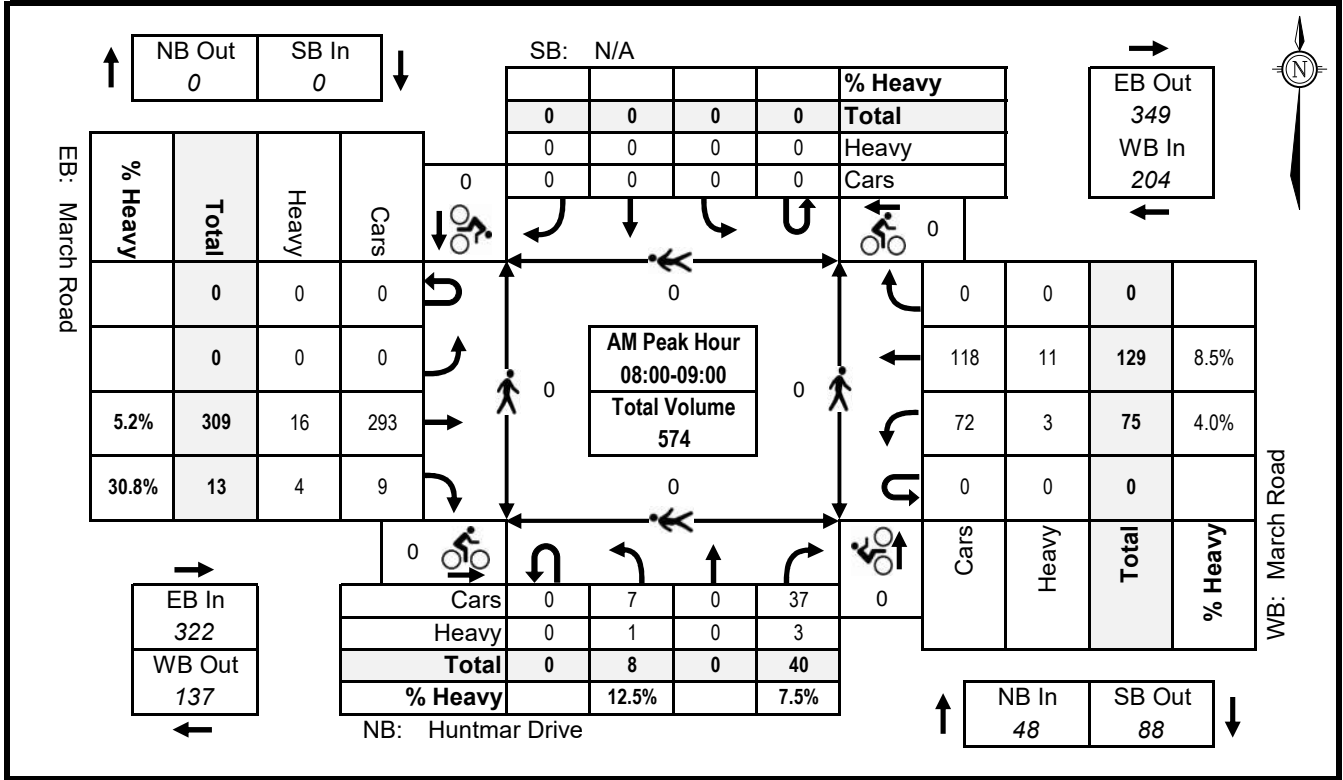 NB Out SB In
0 0
SB: N/A
% Heavy
0 0 0 0 Total
0 0 0 0 Heavy
0 0 0 0 Cars
EB Out
349
WB In
204
N
EB: March Road
% Heavy Total Heavy Cars
0 0 0
0 0 0
5.2% 309 16 293
30.8% 13 4 9
0
0
0
0
AM Peak Hour
08:00-09:00
Total Volume
574
0
0
0 0 0
118 11 129 8.5%
72 3 75 4.0%
0 0 0
Cars Heavy Total % Heavy
WB: March Road
0
0
EB In
322
WB Out
137
Cars 0 7 0 37
Heavy 0 1 0 3
Total 0 8 0 40
% Heavy 12.5% 7.5%
NB: Huntmar Drive
NB In SB Out
48 88